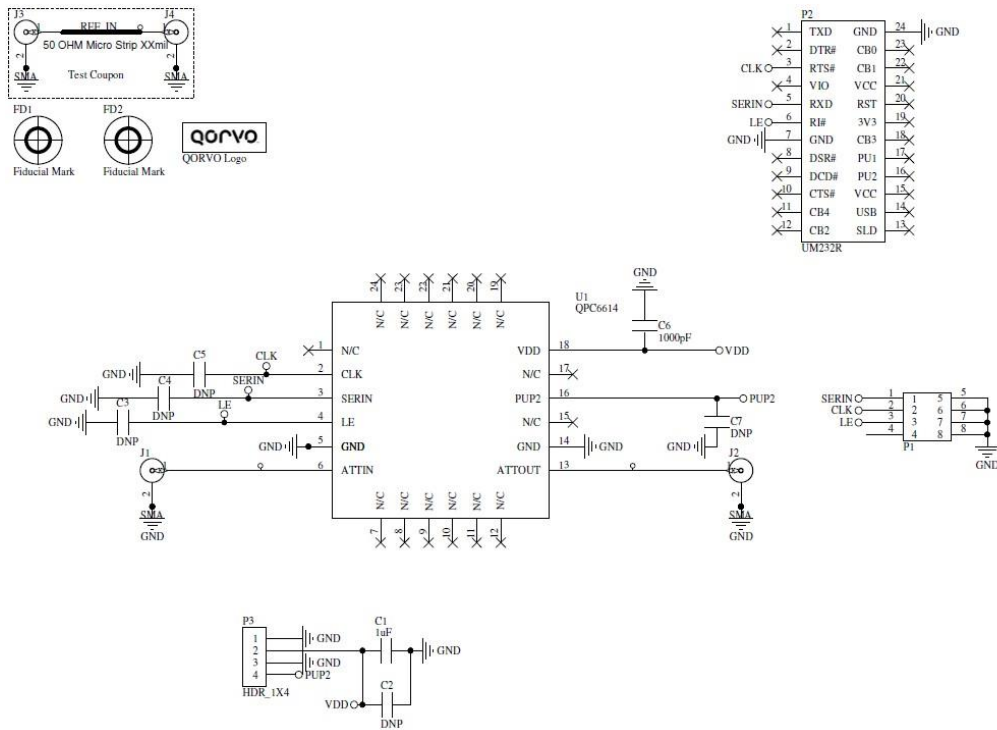 J3 J4
REF_IN
1 1
50 OHM Micro Strip XXmil
2 2
SMA SMA
Test Coupon
FD1 FD2
Fiducial Mark Fiducial Mark
QORVO
QORVO Logo
P2
1 TXD GND 24 GND
2 DTR# CB0 23
CLK 3 RTS# CB1 22
4 VIO VCC 21
SERIN 5 RXD RST 20
LE 6 RI# 3V3 19
GND 7 GND CB3 18
8 DSR# PU1 17
9 DCD# PU2 16
10 CTS# VCC 15
11 CB4 USB 14
12 CB2 SLD 13
UM232R
24 23 22 21 20 19
N/C N/C N/C N/C N/C N/C
U1
QPC6614
GND
C6
1000pF
1 N/C VDD 18 VDD
GND C5 DNP CLK 2 CLK N/C 17
GND C4 DNP SERIN 3 SERIN PUP2 16 PUP2
GND C3 DNP LE 4 LE N/C 15
C7
DNP
GND
GND 5 GND GND 14 GND
J1 1 6 ATTIN ATTOUT 13 1 J2
2 2
SMA SMA
GND GND
N/C N/C N/C N/C N/C N/C
7 8 9 10 11 12
SERIN 1 1 5 5
CLK 2 2 6 6
LE 3 3 7 7
4 4 8 8
P1
GND
P3
1 GND
2
3 GND
4 PUP2
HDR_1X4
C1
1uF
GND
C2
VDD
DNP